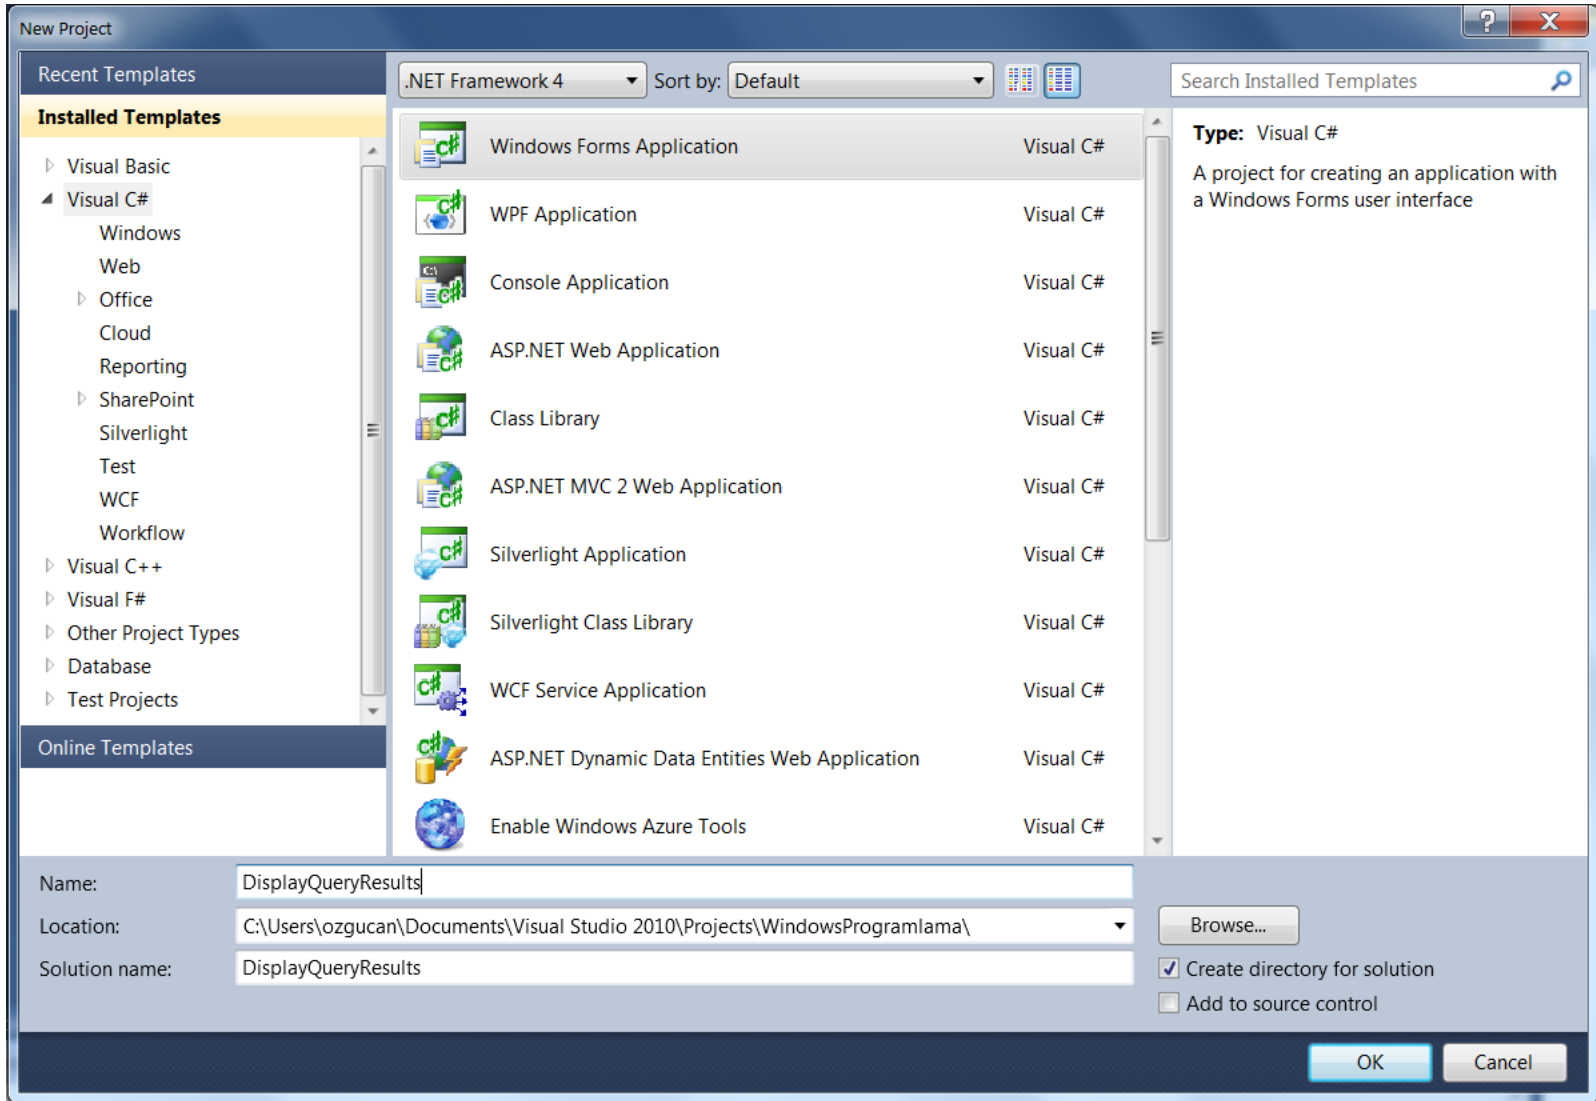 New Project
Recent Templates
Installed Templates
Visual Basic
Visual C#
Windows
Web
Office
Cloud
Reporting
SharePoint
Silverlight
Test
WCF
Workflow
Visual C++
Visual F#
Other Project Types
Database
Test Projects
Online Templates
.NET Framework 4 Sort by: Default
Windows Forms Application Visual C#
WPF Application Visual C#
Console Application Visual C#
ASP.NET Web Application Visual C#
Class Library Visual C#
ASP.NET MVC 2 Web Application Visual C#
Silverlight Application Visual C#
Silverlight Class Library Visual C#
WCF Service Application Visual C#
ASP.NET Dynamic Data Entities Web Application Visual C#
Enable Windows Azure Tools Visual C#
Search Installed Templates
Type: Visual C#
A project for creating an application with
a Windows Forms user interface
Name: DisplayQueryResults
Location: C:\Users\ozgucan\Documents\Visual Studio 2010\Projects\WindowsProgramlama\
Browse...
Solution name: DisplayQueryResults
Create directory for solution
Add to source control
OK Cancel